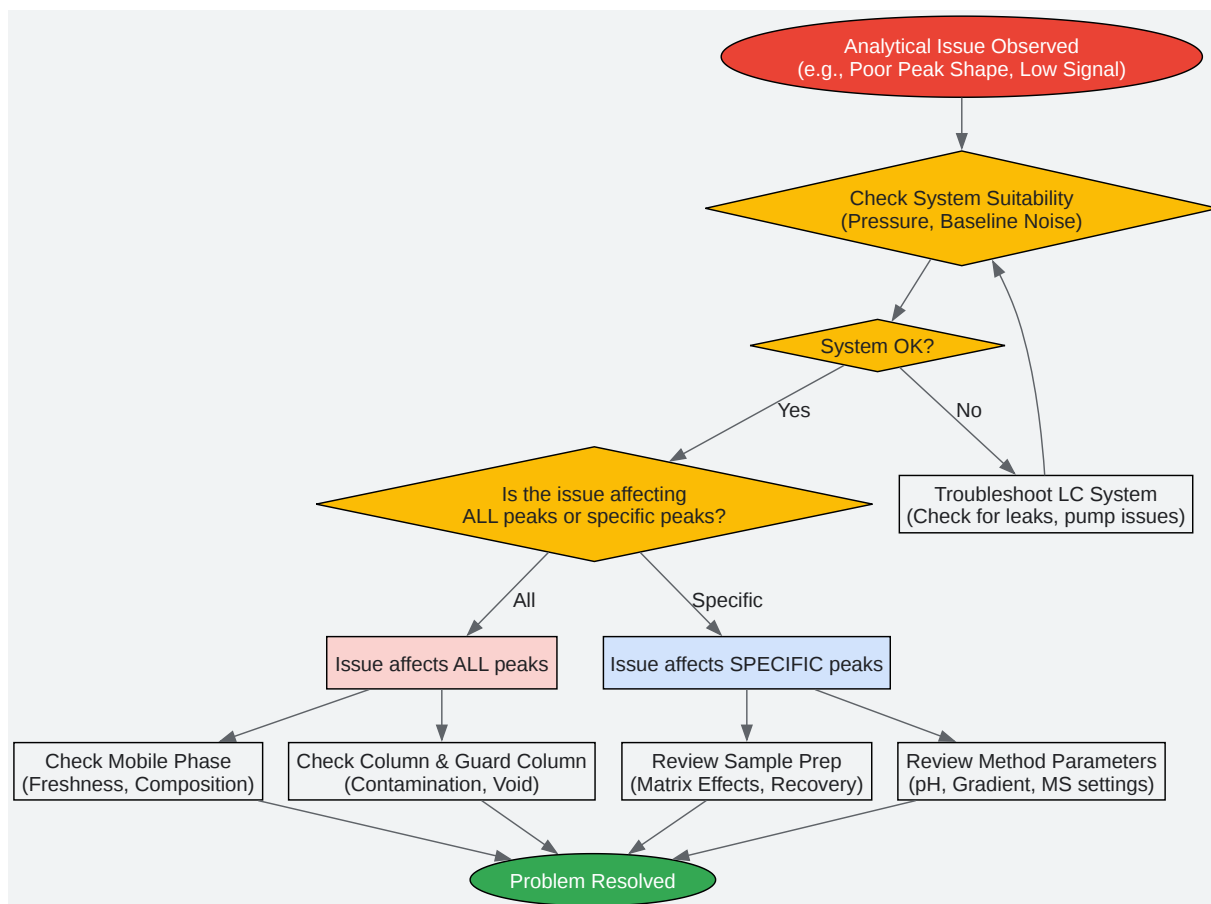 Analytical Issue Observed
(e.g., Poor Peak Shape, Low Signal)
Check System Suitability
(Pressure, Baseline Noise)
System OK?
Yes
No
Is the issue affecting
ALL peaks or specific peaks?
Troubleshoot LC System
(Check for leaks, pump issues)
All
Specific
Issue affects ALL peaks
Issue affects SPECIFIC peaks
Check Mobile Phase
(Freshness, Composition)
Check Column & Guard Column
(Contamination, Void)
Review Sample Prep
(Matrix Effects, Recovery)
Review Method Parameters
(pH, Gradient, MS settings)
Problem Resolved